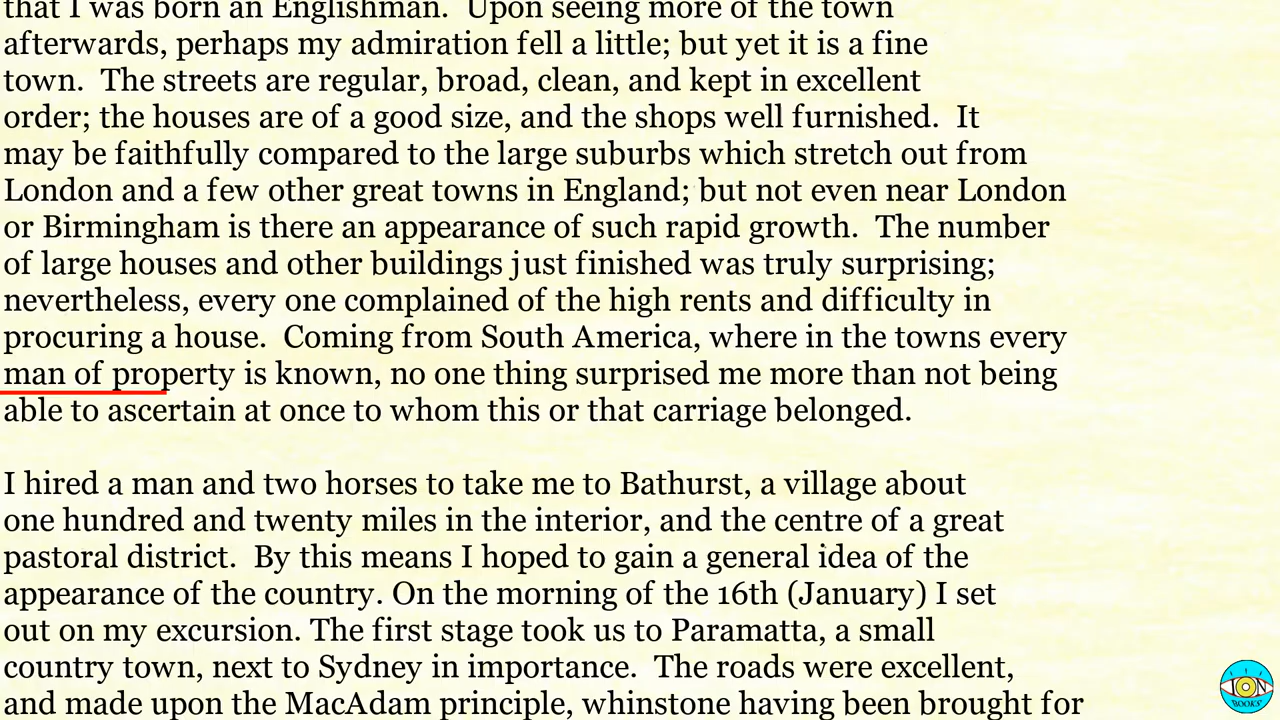 that I was born an Englishman.  Upon seeing more of the town
afterwards, perhaps my admiration fell a little; but yet it is a fine
town.  The streets are regular, broad, clean, and kept in excellent
order; the houses are of a good size, and the shops well furnished.  It
may be faithfully compared to the large suburbs which stretch out from
London and a few other great towns in England; but not even near London
or Birmingham is there an appearance of such rapid growth.  The number
of large houses and other buildings just finished was truly surprising;
nevertheless, every one complained of the high rents and difficulty in
procuring a house.  Coming from South America, where in the towns every
man of property is known, no one thing surprised me more than not being
able to ascertain at once to whom this or that carriage belonged.

I hired a man and two horses to take me to Bathurst, a village about
one hundred and twenty miles in the interior, and the centre of a great
pastoral district.  By this means I hoped to gain a general idea of the
appearance of the country. On the morning of the 16th (January) I set
out on my excursion. The first stage took us to Paramatta, a small
country town, next to Sydney in importance.  The roads were excellent,
and made upon the MacAdam principle, whinstone having been brought for
ION
BOOKS